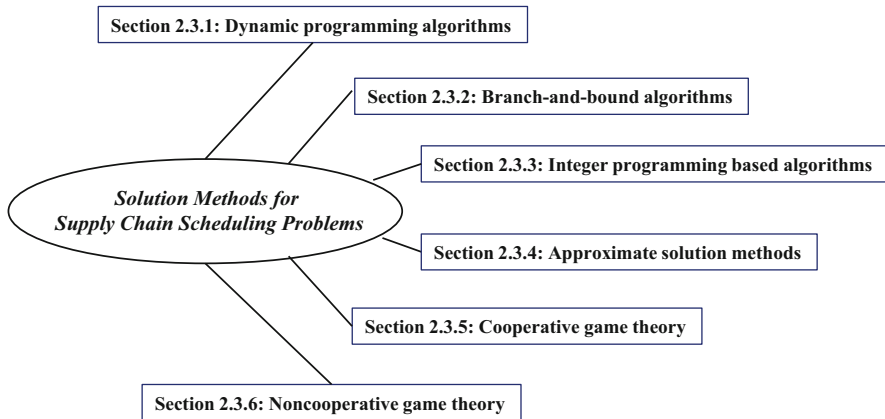 Section 2.3.1: Dynamic programming algorithms
Section 2.3.2: Branch-and-bound algorithms
Section 2.3.3: Integer programming based algorithms
Solution Methods for
Supply Chain Scheduling Problems
Section 2.3.4: Approximate solution methods
Section 2.3.5: Cooperative game theory
Section 2.3.6: Noncooperative game theory